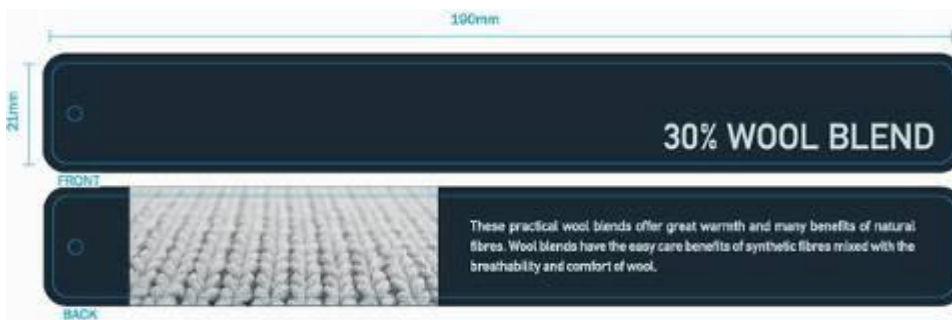 190mm
21mm
30% WOOL BLEND
FRONT
These practical wool blends offer great warmth and many benefits of natural
fibres. Wool blends have the easy care benefits of synthetic fibres mixed with the
breathability and comfort of wool.
BACK